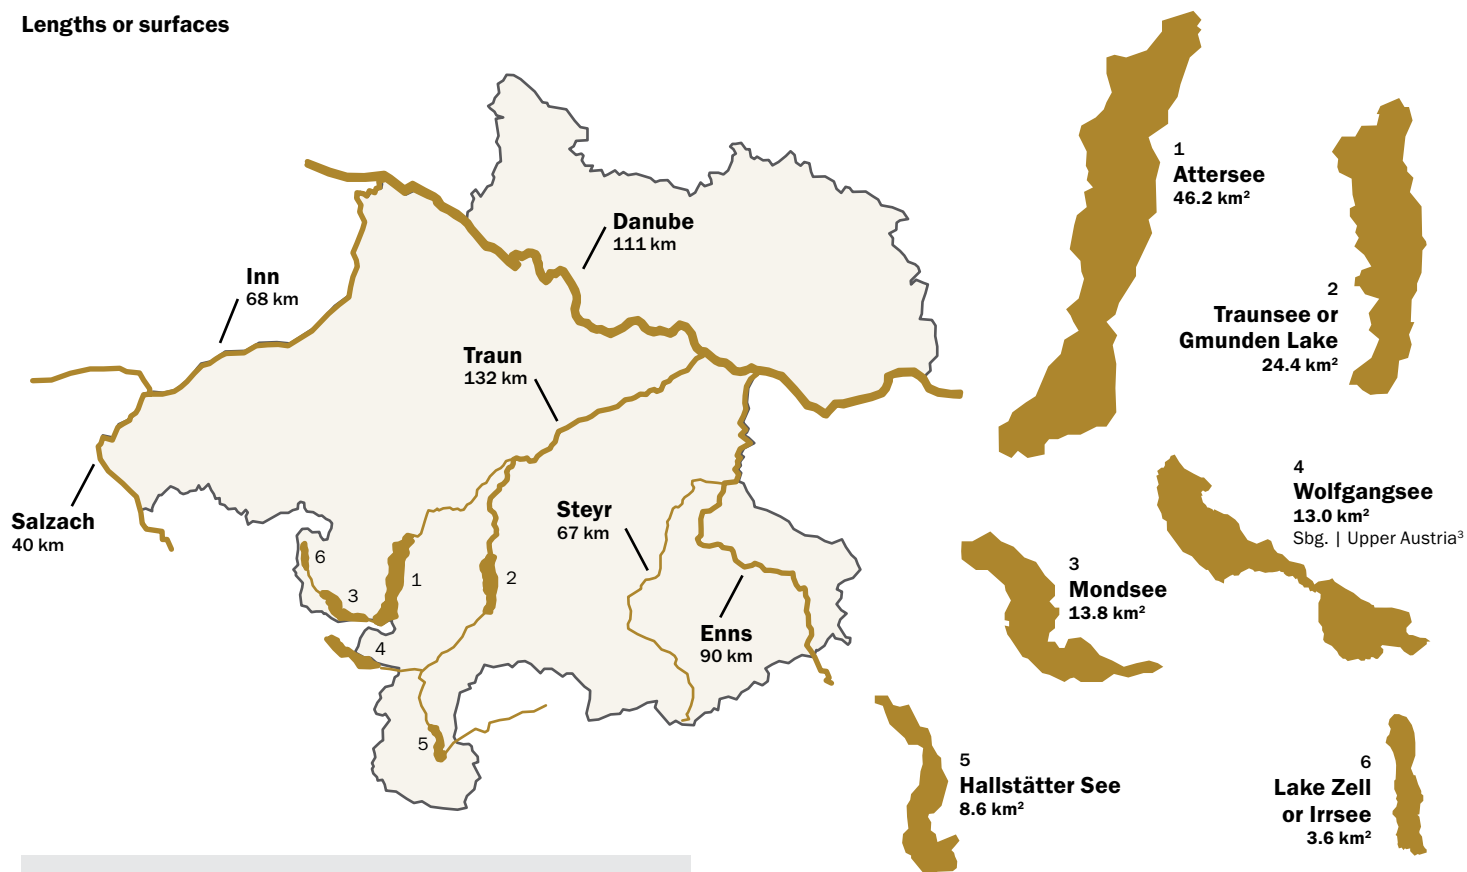 Lengths or surfaces
Danube
111 km
Inn
68 km
Traun
132 km
Salzach
40 km
Steyr
67 km
Enns
90 km
6
3
1
2
4
5
1
Attersee
46.2 km²
2
Traunsee or
Gmunden Lake
24.4 km²
4
Wolfgangsee
13.0 km²
Sbg. | Upper Austria³
3
Mondsee
13.8 km²
5
Hallstätter See
8.6 km²
6
Lake Zell
or Irrsee
3.6 km²